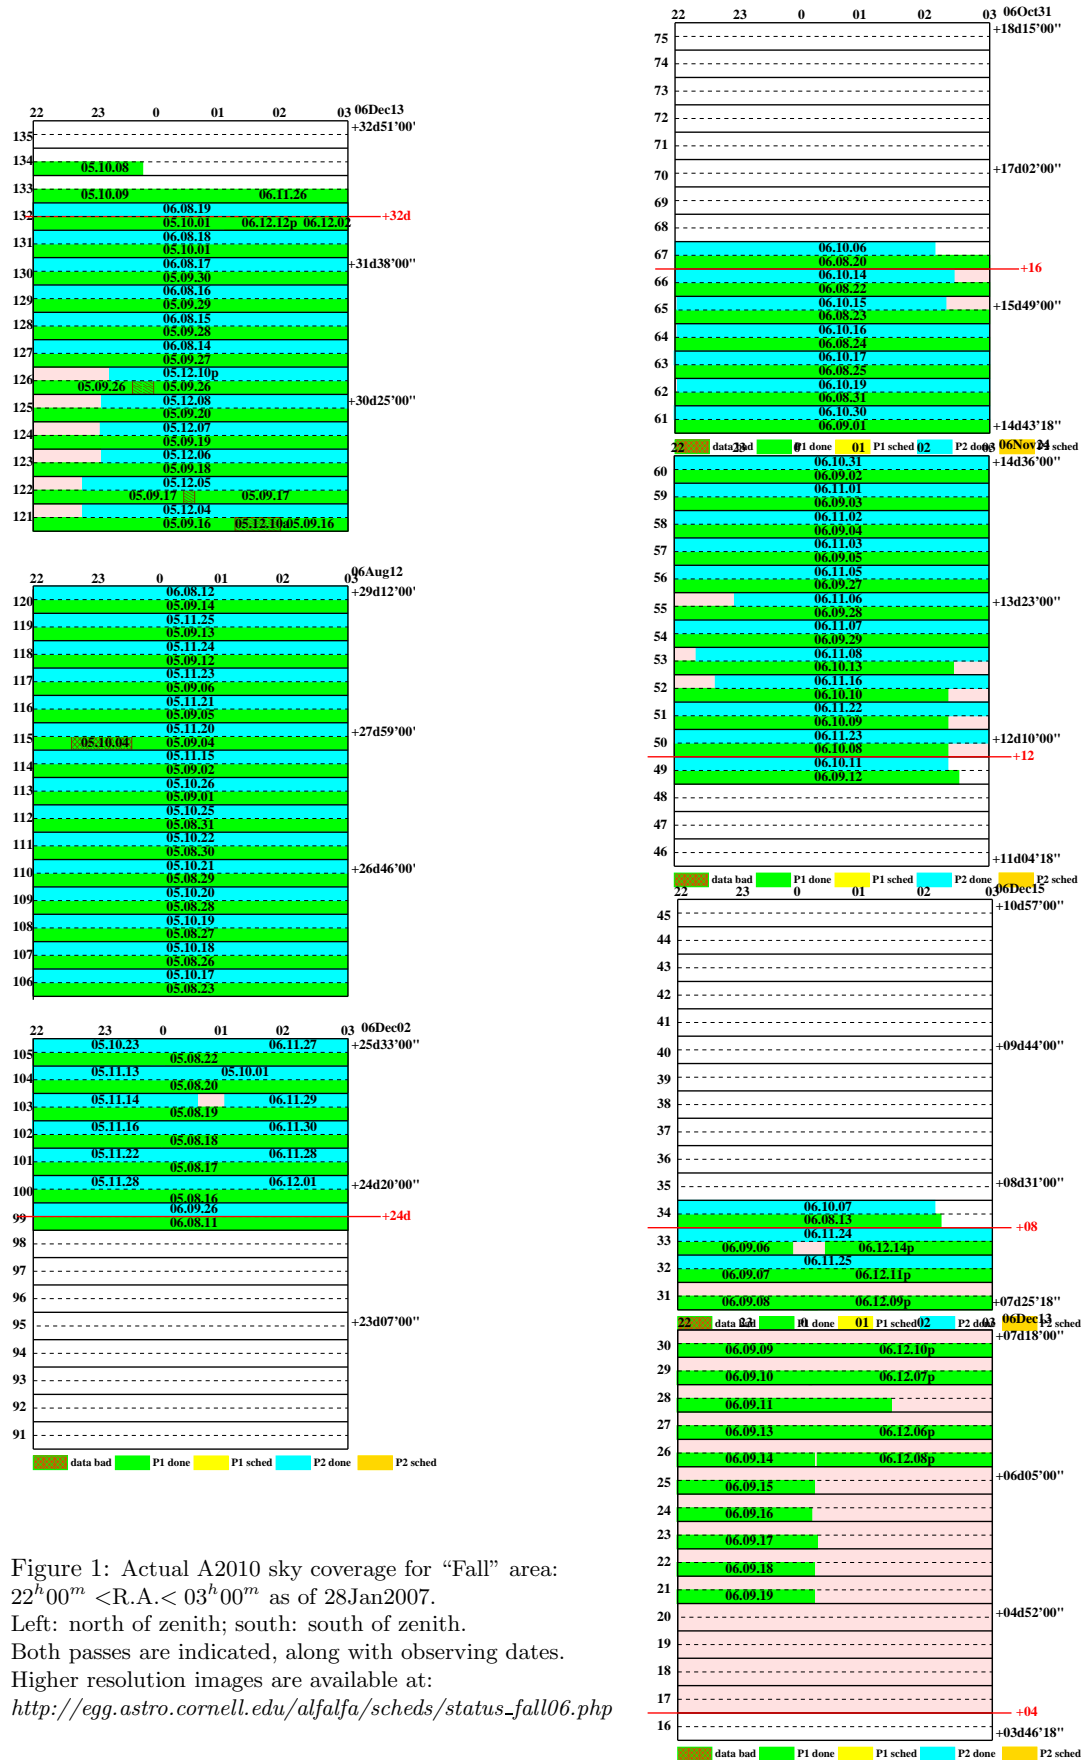 22 23 0 01 02 03 06Dec13
+32d51'00'
135
134 05.10.08
133 05.10.09 06.11.26
06.08.19
132 +32d
05.10.01 06.12.12p 06.12.02
06.08.18
131 05.10.01
06.08.17 +31d38'00"
130 05.09.30
06.08.16
129 05.09.29
06.08.15
128 05.09.28
06.08.14
127 05.09.27
05.12.10p
126 05.09.26 05.09.26
05.12.08 +30d25'00"
125 05.09.20
05.12.07
124 05.09.19
05.12.06
123 05.09.18
05.12.05
122 05.09.17 05.09.17
05.12.04
121 05.09.16 05.12.10a 05.09.16
22 23 0 01 02 03 06Aug12
06.08.12 +29d12'00'
120 05.09.14
05.11.25
119 05.09.13
05.11.24
118 05.09.12
05.11.23
117 05.09.06
05.11.21
116 05.09.05
05.11.20 +27d59'00'
115 05.10.04 05.09.04
05.11.15
114 05.09.02
05.10.26
113 05.09.01
05.10.25
112 05.08.31
05.10.22
111 05.08.30
05.10.21 +26d46'00'
110 05.08.29
05.10.20
109 05.08.28
05.10.19
108 05.08.27
05.10.18
107 05.08.26
05.10.17
106 05.08.23
22 23 0 01 02 03 06Dec02
05.10.23 06.11.27 +25d33'00"
105 05.08.22
05.11.13 05.10.01
104 05.08.20
05.11.14 06.11.29
103 05.08.19
05.11.16 06.11.30
102 05.08.18
05.11.22 06.11.28
101 05.08.17
05.11.28 06.12.01 +24d20'00"
100 05.08.16
06.09.26
99 +24d
06.08.11
98
97
96
95 +23d07'00"
94
93
92
91
data bad P1 done P1 sched P2 done P2 sched
Figure 1: Actual A2010 sky coverage for “Fall” area:
22h00m <R.A.< 03h00m as of 28Jan2007.
Left: north of zenith; south: south of zenith.
Both passes are indicated, along with observing dates.
Higher resolution images are available at:
http://egg.astro.cornell.edu/alfalfa/scheds/status_fall06.php
22 23 0 01 02 03 06Oct31
+18d15'00"
75
74
73
72
71
70 +17d02'00"
69
68
06.10.06
67 06.08.20
+16
06.10.14
66 06.08.22
06.10.15 +15d49'00"
65 06.08.23
06.10.16
64 06.08.24
06.10.17
63 06.08.25
06.10.19
62 06.08.31
06.10.30
61 06.09.01 +14d43'18"
data bad P1 done P1 sched P2 done P2 sched
22 23 0 01 02 03 06Nov24
06.10.31 +14d36'00"
60 06.09.02
06.11.01
59 06.09.03
06.11.02
58 06.09.04
06.11.03
57 06.09.05
06.11.05
56 06.09.27
06.11.06 +13d23'00"
55 06.09.28
06.11.07
54 06.09.29
06.11.08
53 06.10.13
06.11.16
52 06.10.10
06.11.22
51 06.10.09
06.11.23 +12d10'00"
50 06.10.08
+12
06.10.11
49 06.09.12
48
47
46 +11d04'18"
data bad P1 done P1 sched P2 done P2 sched
22 23 0 01 02 03 06Dec15
+10d57'00"
45
44
43
42
41
40 +09d44'00"
39
38
37
36
35 +08d31'00"
06.10.07
34 06.08.13
+08
06.11.24
33 06.09.06 06.12.14p
06.11.25
32 06.09.07 06.12.11p
31 06.09.08 06.12.09p +07d25'18"
data bad P1 done P1 sched P2 done P2 sched
22 23 0 01 02 03 06Dec13
+07d18'00"
30 06.09.09 06.12.10p
29 06.09.10 06.12.07p
28 06.09.11
27 06.09.13 06.12.06p
26 06.09.14 06.12.08p
+06d05'00"
25 06.09.15
24 06.09.16
23 06.09.17
22 06.09.18
21 06.09.19
20 +04d52'00"
19
18
17
+04
16 +03d46'18"
data bad P1 done P1 sched P2 done P2 sched